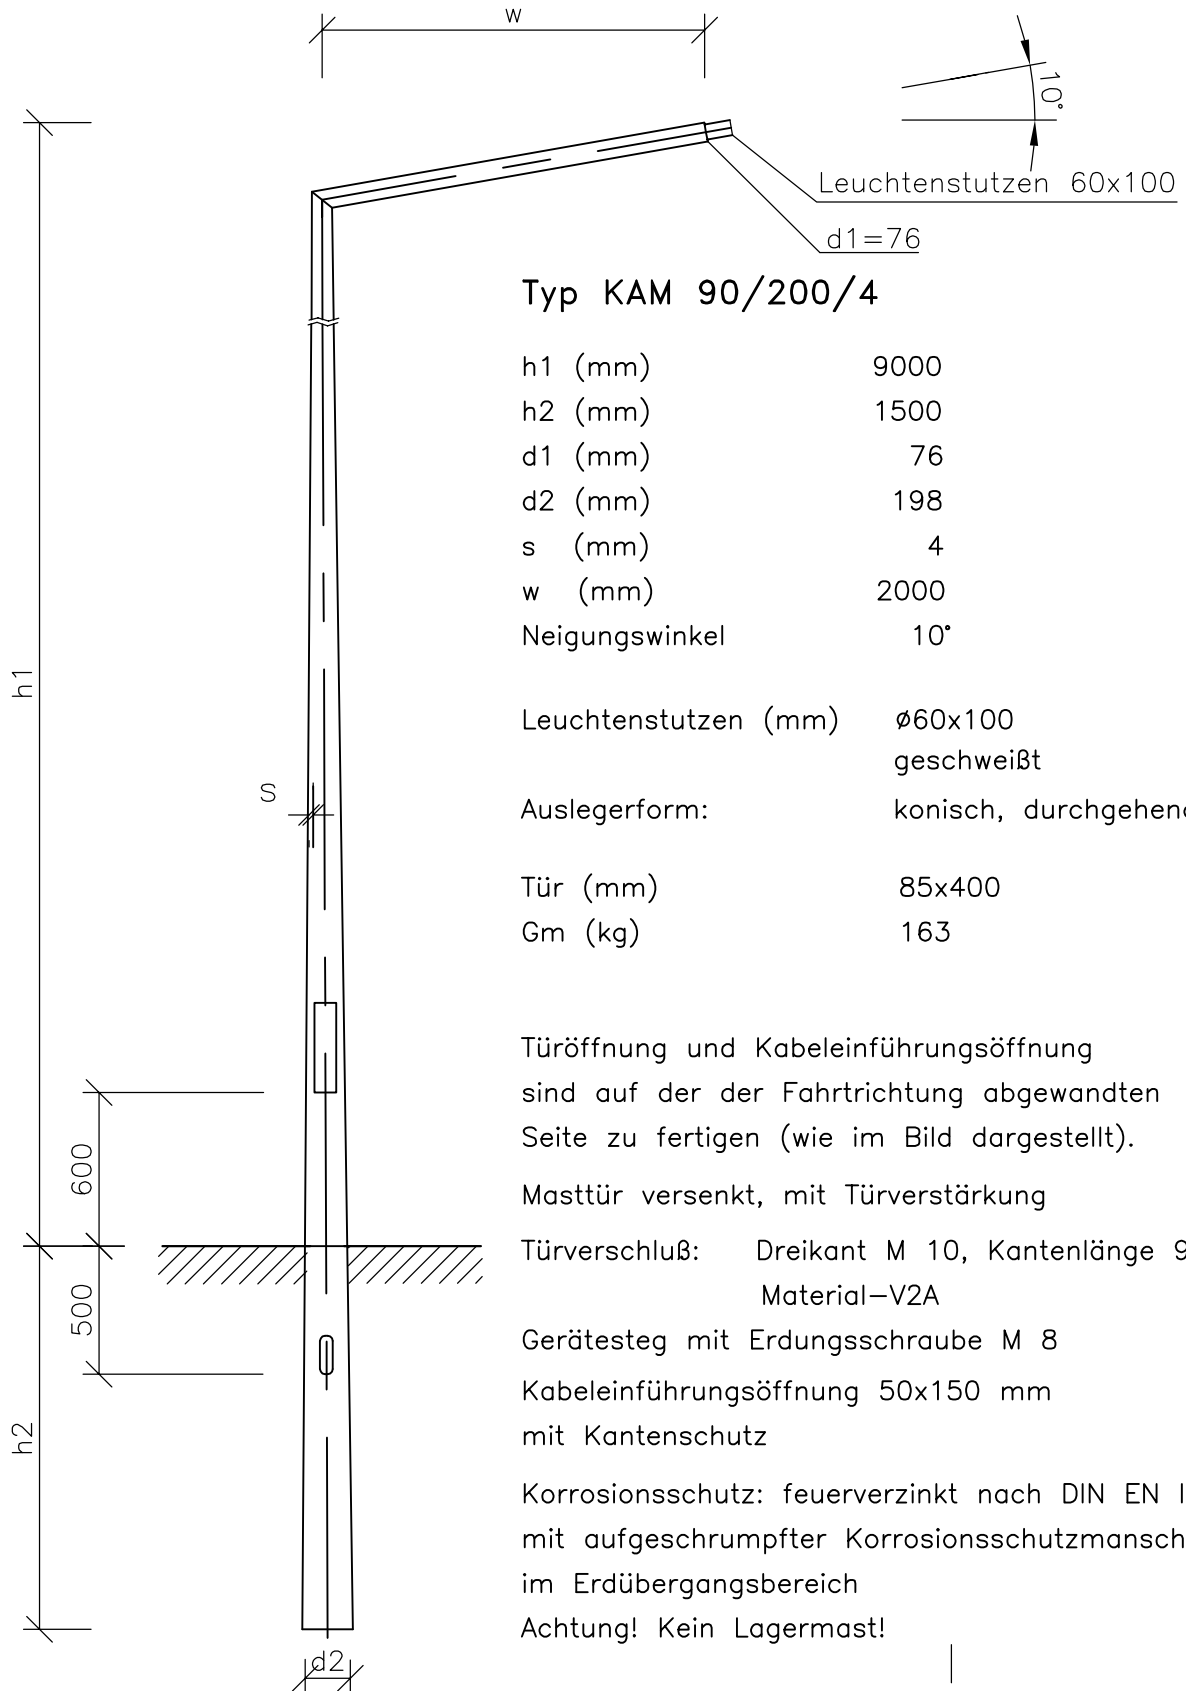 w
10°
Leuchtenstutzen 60x100
d1=76
Typ KAM 90/200/4
h1 (mm) 9000
h2 (mm) 1500
d1 (mm) 76
d2 (mm) 198
s (mm) 4
w (mm) 2000
Neigungswinkel 10°
h1
Leuchtenstutzen (mm) ø60x100
geschweißt
S
Auslegerform: konisch, durchgehend
Tür (mm) 85x400
Gm (kg) 163
Türöffnung und Kabeleinführungsöffnung
sind auf der der Fahrtrichtung abgewandten
Seite zu fertigen (wie im Bild dargestellt).
600
Masttür versenkt, mit Türverstärkung
Türverschluß: Dreikant M 10, Kantenlänge 9
Material-V2A
500
Gerätesteg mit Erdungsschraube M 8
Kabeleinführungsöffnung 50x150 mm
mit Kantenschutz
h2
Korrosionsschutz: feuerverzinkt nach DIN EN I
mit aufgeschrumpfter Korrosionsschutzmansch
im Erdübergangsbereich
Achtung! Kein Lagermast!
d2